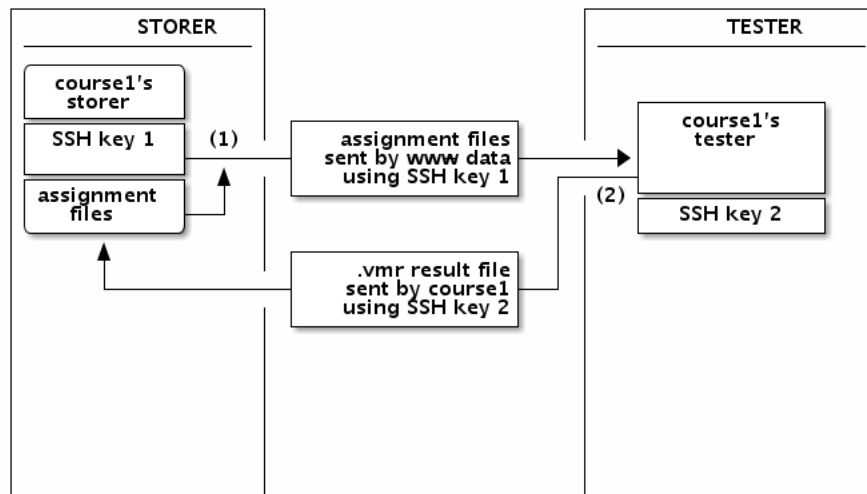 STORER
course1's
storer
SSH key 1
assignment
files
(1)
assignment files
sent by www data
using SSH key 1
.vmr result file
sent by course1
using SSH key 2
TESTER
course1's
tester
(2)
SSH key 2